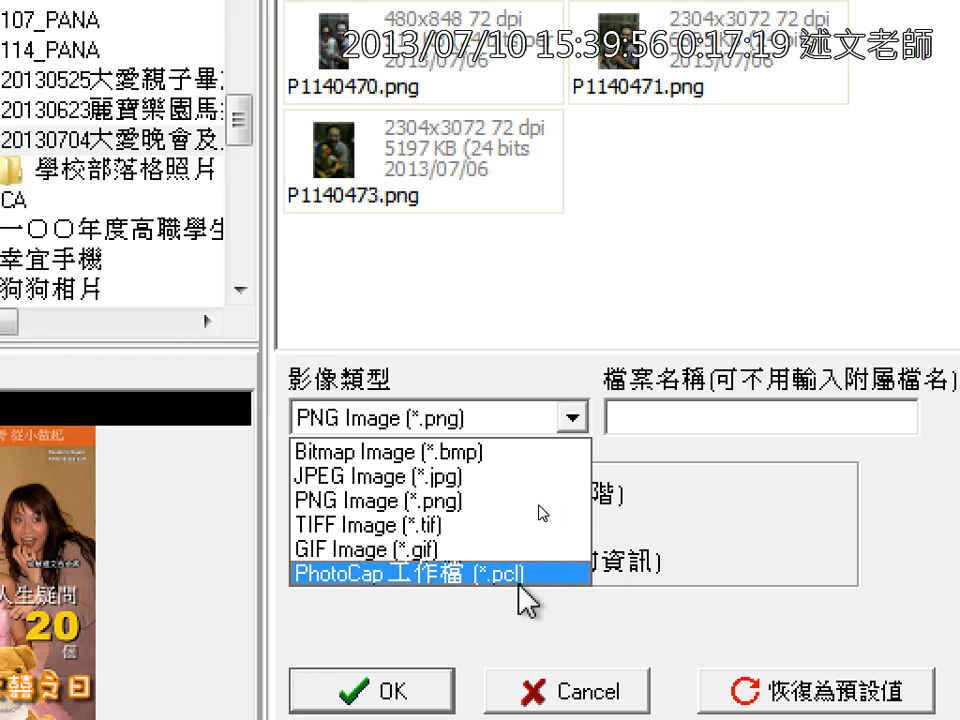 107_PANA
114_PANA
20130525大愛親子畢
20130623麗寶樂園馬
20130704大愛晚會及
學校部落格照片
CA
一〇〇年度高職學生
幸宜手機
狗狗相片
480x848 72 dpi
2013/07/06
P1140470.png
2304x3072 72 dpi
2013/07/06
P1140471.png
2013/07/10 15:39:56 0:17:19 述文老師
2304x3072 72 dpi
5197 KB (24 bits
2013/07/06
P1140473.png
影像類型
PNG Image (*.png)
檔案名稱(可不用輸入附屬檔名)
Bitmap Image (*.bmp)
JPEG Image (*.jpg)
PNG Image (*.png)
TIFF Image (*.tif)
GIF Image (*.gif)
PhotoCap 工作檔 (*.pcl)
階)
資訊)
從小做起
人生疑問
20
個
囍文日
OK
Cancel
恢復為預設值